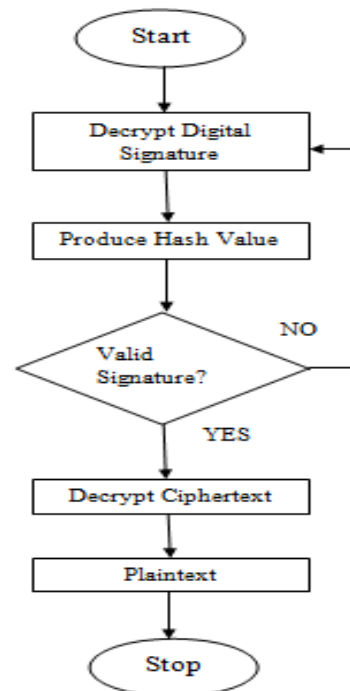 Start
Decrypt Digital
Signature
Produce Hash Value
NO
Valid
Signature?
YES
Decrypt Ciphertext
Plaintext
Stop